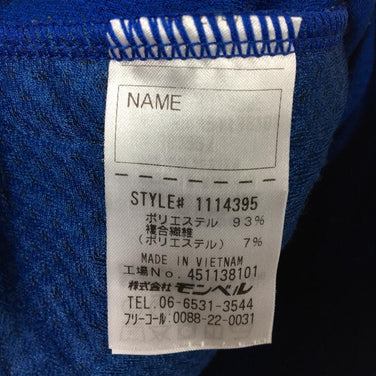 NAME
STYLE# 1114395
ポリエステル 93%
複合繊維
(ポリエステル) 7%
MADE IN VIETNAM
工場No. 451138101
株式会社 モンベル
TEL. 06-6531-3544
フリーコール:0088-22-0031